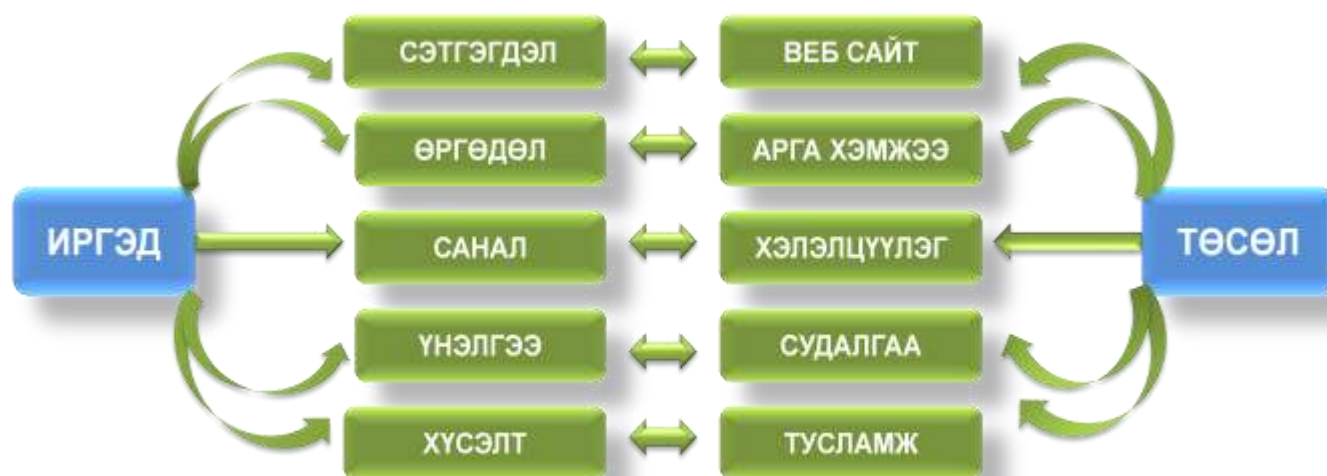 СЭТГЭГДЭЛ
ВЕБ САЙТ
ӨРГӨДӨЛ
АРГА ХЭМЖЭЭ
ИРГЭД
САНАЛ
ХЭЛЭЛЦҮҮЛЭГ
ТӨСӨЛ
ҮНЭЛГЭЭ
СУДАЛГАА
ХҮСЭЛТ
ТУСЛАМЖ